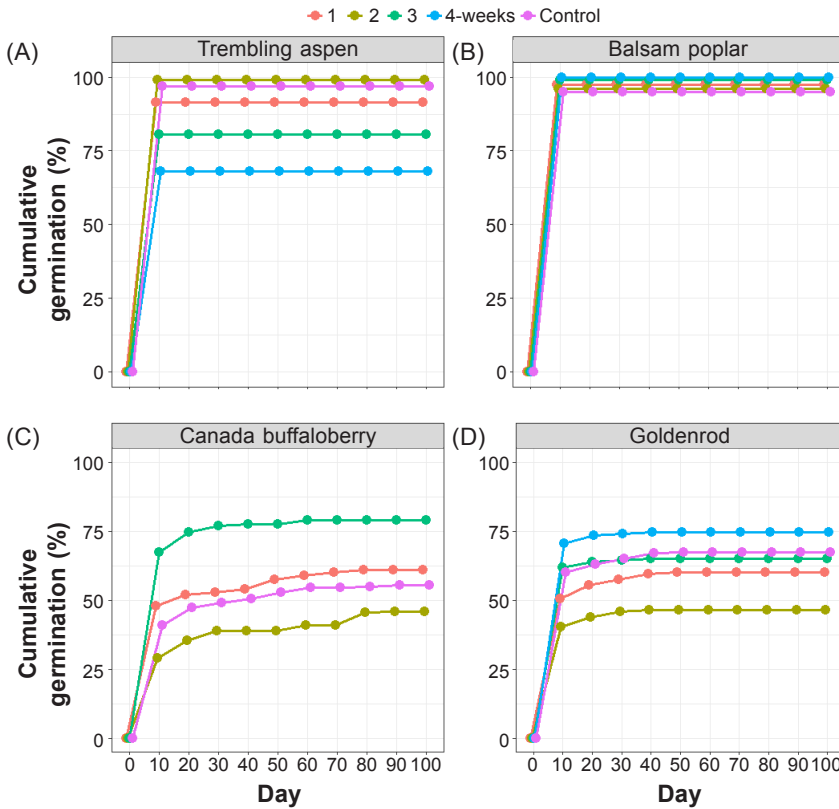 1 2 3 4-weeks Control
(A) Trembling aspen
(B) Balsam poplar
Cumulative
germination (%)
100
75
50
25
0
100
75
50
25
0
(C) Canada buffaloberry
(D) Goldenrod
Cumulative
germination (%)
100
75
50
25
0
100
75
50
25
0
0 10 20 30 40 50 60 70 80 90 100
0 10 20 30 40 50 60 70 80 90 100
Day
Day